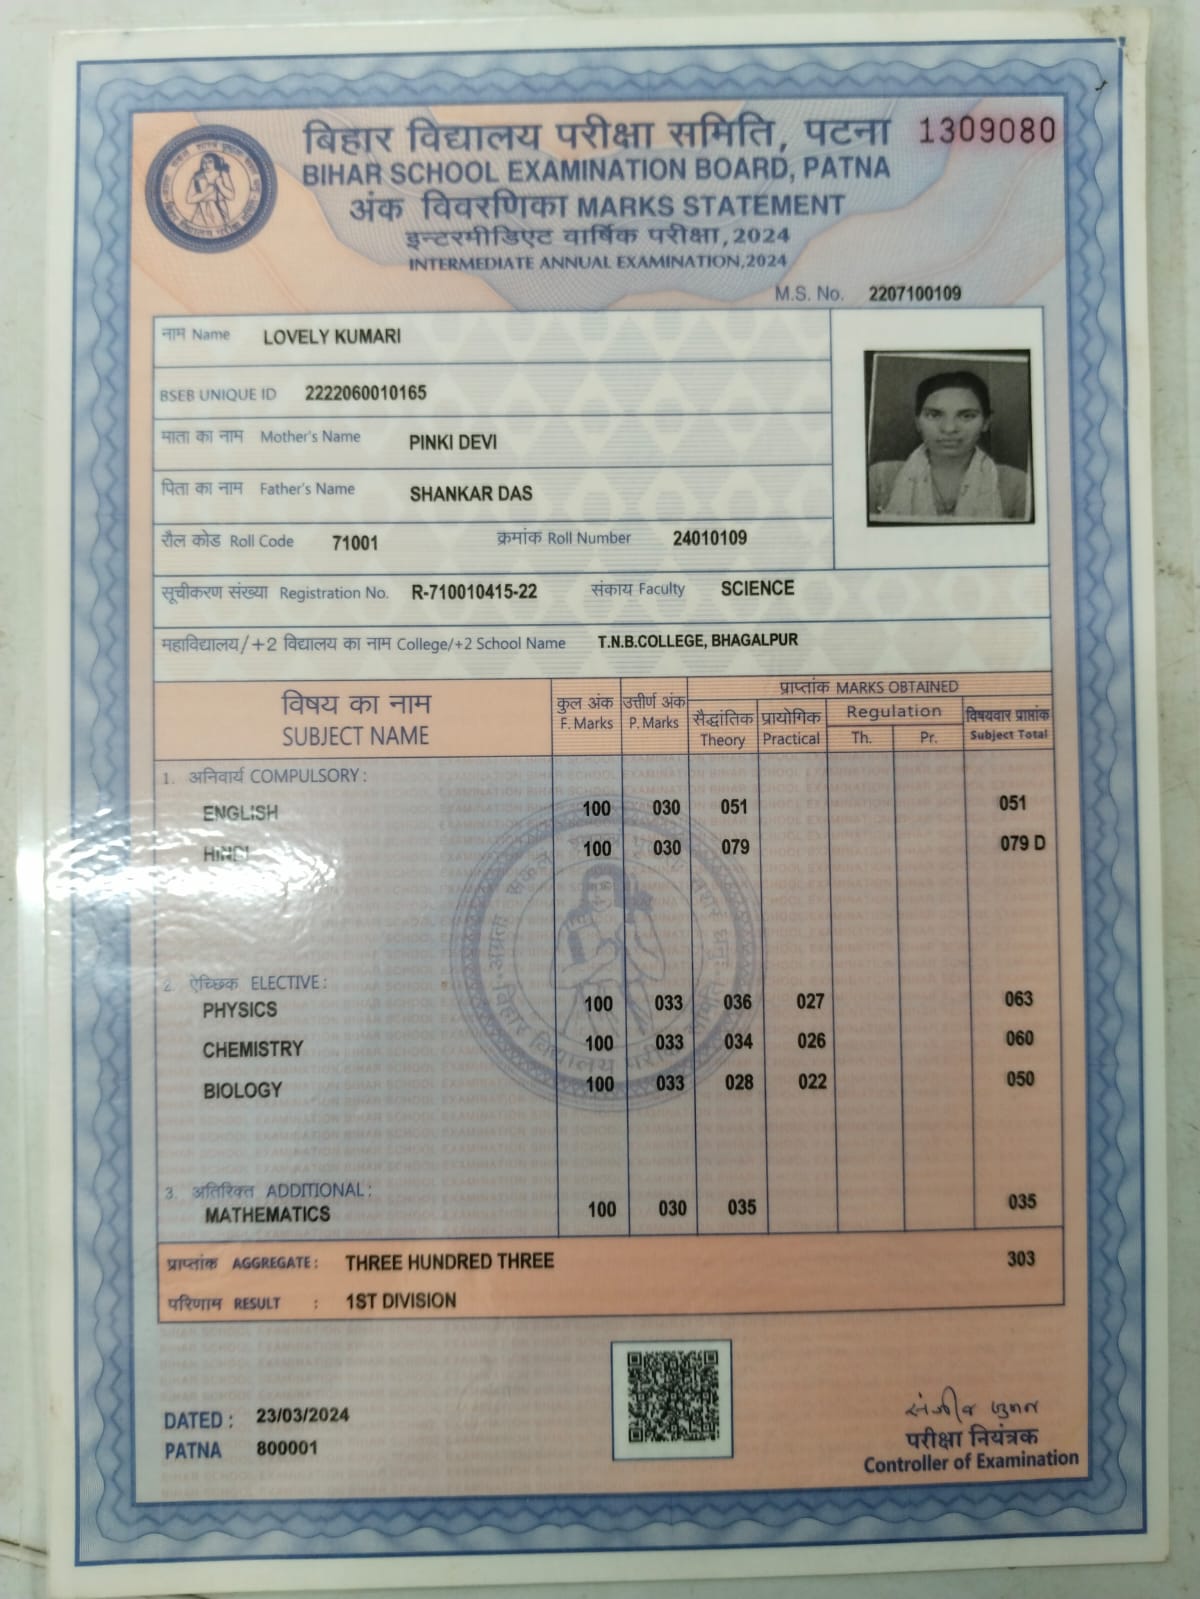 बिहार विद्यालय परीक्षा समिति, पटना 1309080
BIHAR SCHOOL EXAMINATION BOARD, PATNA
अंक विवरणिका MARKS STATEMENT
इन्टरमीडिएट वार्षिक परीक्षा, 2024
INTERMEDIATE ANNUAL EXAMINATION, 2024
M.S. No. 2207100109
नाम Name LOVELY KUMARI
BSEB UNIQUE ID 2222060010165
माता का नाम Mother's Name PINKI DEVI
पिता का नाम Father's Name SHANKAR DAS
रौल कोड Roll Code 71001 क्रमांक Roll Number 24010109
सूचीकरण संख्या Registration No. R-710010415-22 संकाय Faculty SCIENCE
महाविद्यालय/+2 विद्यालय का नाम College/+2 School Name T.N.B.COLLEGE, BHAGALPUR
विषय का नाम कुल अंक उत्तीर्ण अंक प्राप्तांक MARKS OBTAINED
SUBJECT NAME F. Marks P. Marks सैद्धांतिक प्रायोगिक Regulation विषयवार प्राप्तांक
Theory Practical Th. Pr. Subject Total
1. अनिवार्य COMPULSORY :
ENGLISH 100 030 051 051
HINDI 100 030 079 079 D
2. ऐच्छिक ELECTIVE :
PHYSICS 100 033 036 027 063
CHEMISTRY 100 033 034 026 060
BIOLOGY 100 033 028 022 050
3. अतिरिक्त ADDITIONAL :
MATHEMATICS 100 030 035 035
प्राप्तांक AGGREGATE : THREE HUNDRED THREE 303
परिणाम RESULT : 1ST DIVISION
DATED : 23/03/2024
PATNA 800001
परीक्षा नियंत्रक
Controller of Examination